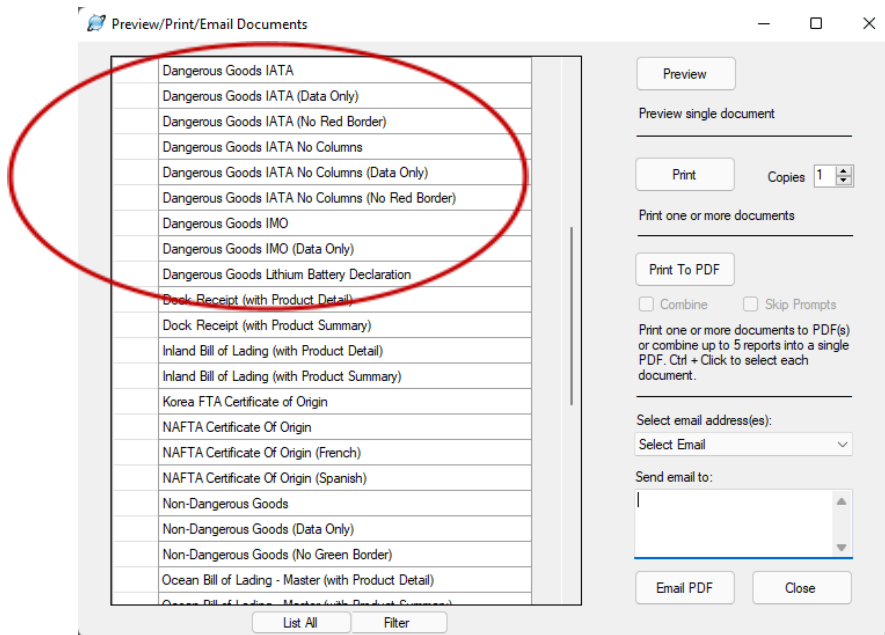 Preview/Print/Email Documents
Dangerous Goods IATA
Dangerous Goods IATA (Data Only)
Dangerous Goods IATA (No Red Border)
Dangerous Goods IATA No Columns
Dangerous Goods IATA No Columns (Data Only)
Dangerous Goods IATA No Columns (No Red Border)
Dangerous Goods IMO
Dangerous Goods IMO (Data Only)
Dangerous Goods Lithium Battery Declaration
Dock Receipt (with Product Detail)
Dock Receipt (with Product Summary)
Inland Bill of Lading (with Product Detail)
Inland Bill of Lading (with Product Summary)
Korea FTA Certificate of Origin
NAFTA Certificate Of Origin
NAFTA Certificate Of Origin (French)
NAFTA Certificate Of Origin (Spanish)
Non-Dangerous Goods
Non-Dangerous Goods (Data Only)
Non-Dangerous Goods (No Green Border)
Ocean Bill of Lading - Master (with Product Detail)
Ocean Bill of Lading - Master (with Product Summary)
List All
Filter
Preview
Preview single document
Print
Copies 1
Print one or more documents
Print To PDF
Combine
Skip Prompts
Print one or more documents to PDF(s)
or combine up to 5 reports into a single
PDF. Ctrl + Click to select each
document.
Select email address(es):
Select Email
Send email to:
Email PDF
Close